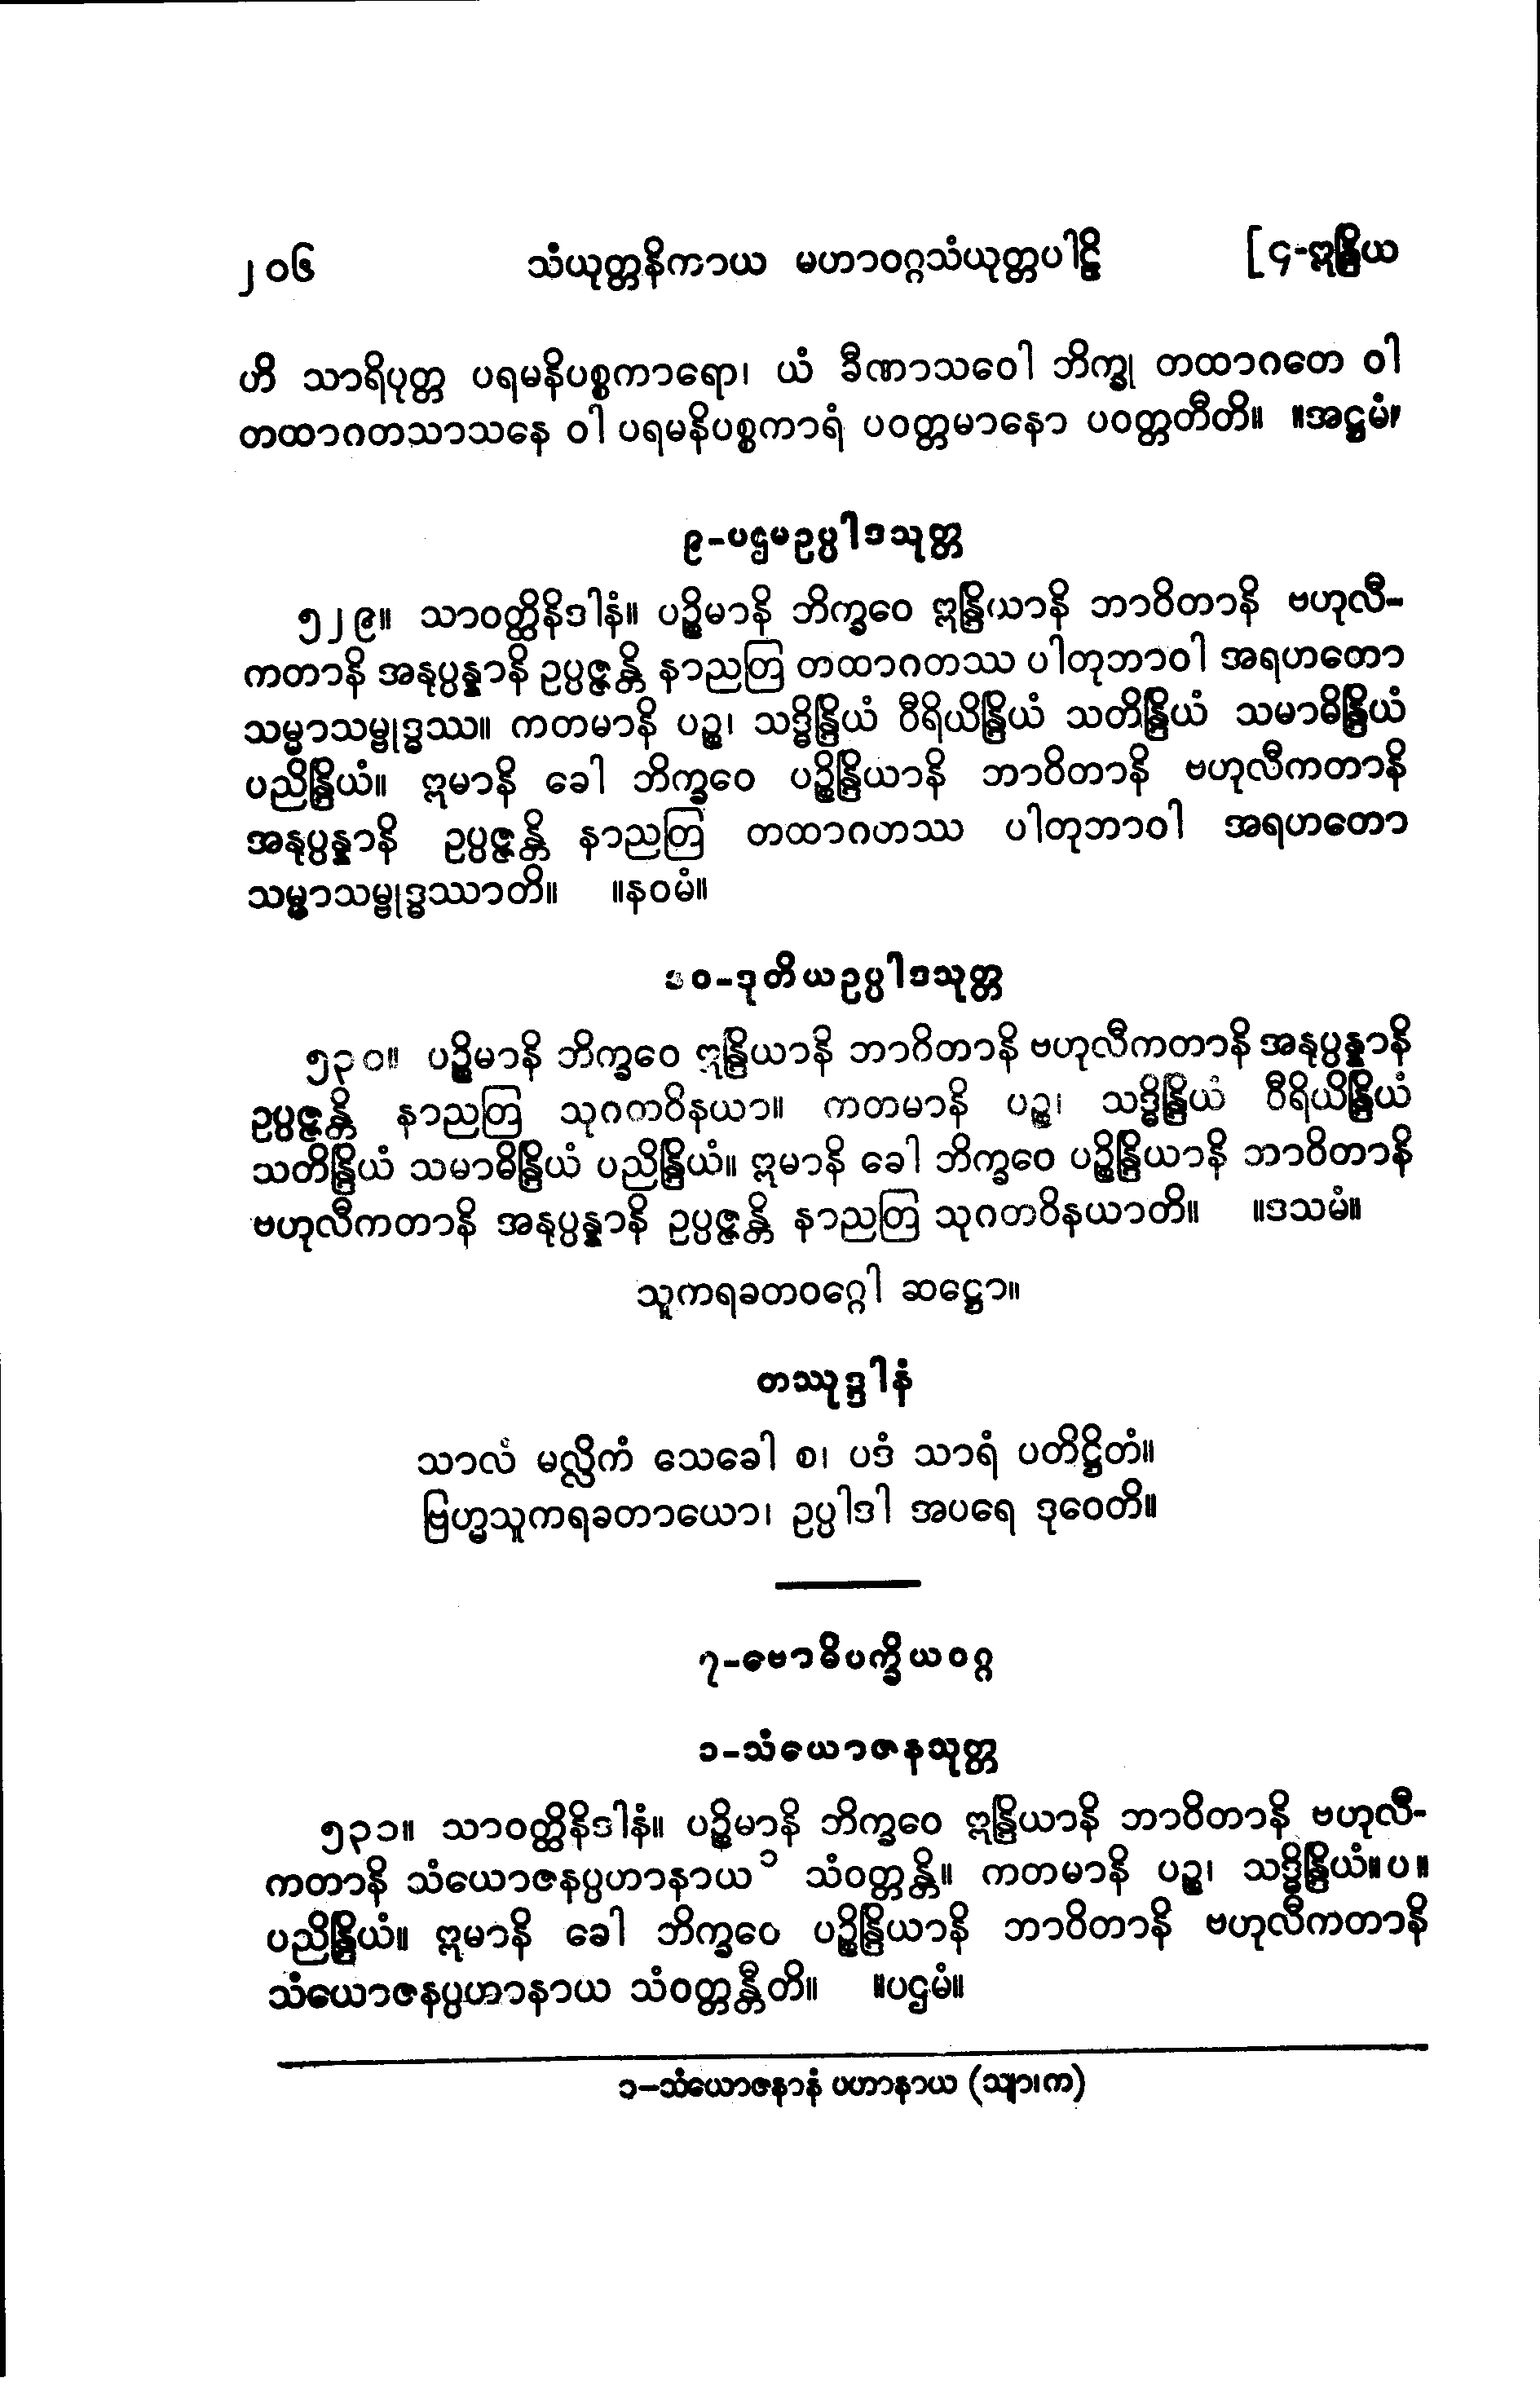 ၂၀၆ သံယုတ္တနိကာယ မဟာဝဂ္ဂသံယုတ္တပါဠိ [၄-ဣန္ဒြိယ
ဟိ သာရိပုတ္တ ပရမနိပစ္စကာရော၊ ယံ ခီဏာသဝေါ ဘိက္ခု တထာဂတေ ဝါ
တထာဂတသာသနေ ဝါ ပရမနိပစ္စကာရံ ပဝတ္တမာနော ပဝတ္တတီတိ။ ။အဋ္ဌမံ။
၉-ပဌမဥပ္ပါဒသုတ္တ
၅၂၉။ သာဝတ္ထိနိဒါနံ။ ပဉ္စိမာနိ ဘိက္ခဝေ ဣန္ဒြိယာနိ ဘာဝိတာနိ ဗဟုလီ-
ကတာနိ အနုပ္ပန္နာနိ ဥပ္ပဇ္ဇန္တိ နာညတြ တထာဂတဿ ပါတုဘာဝါ အရဟတော
သမ္မာသမ္ဗုဒ္ဓဿ။ ကတမာနိ ပဉ္စ၊ သဒ္ဓိန္ဒြိယံ ဝီရိယိန္ဒြိယံ သတိန္ဒြိယံ သမာဓိန္ဒြိယံ
ပညိန္ဒြိယံ။ ဣမာနိ ခေါ ဘိက္ခဝေ ပဉ္စိန္ဒြိယာနိ ဘာဝိတာနိ ဗဟုလီကတာနိ
အနုပ္ပန္နာနိ ဥပ္ပဇ္ဇန္တိ နာညတြ တထာဂတဿ ပါတုဘာဝါ အရဟတော
သမ္မာသမ္ဗုဒ္ဓဿာတိ။ ။နဝမံ။
၁၀-ဒုတိယဥပ္ပါဒသုတ္တ
၅၃၀။ ပဉ္စိမာနိ ဘိက္ခဝေ ဣန္ဒြိယာနိ ဘာဝိတာနိ ဗဟုလီကတာနိ အနုပ္ပန္နာနိ
ဥပ္ပဇ္ဇန္တိ နာညတြ သုဂတဝိနယာ။ ကတမာနိ ပဉ္စ၊ သဒ္ဓိန္ဒြိယံ ဝီရိယိန္ဒြိယံ
သတိန္ဒြိယံ သမာဓိန္ဒြိယံ ပညိန္ဒြိယံ။ ဣမာနိ ခေါ ဘိက္ခဝေ ပဉ္စိန္ဒြိယာနိ ဘာဝိတာနိ
ဗဟုလီကတာနိ အနုပ္ပန္နာနိ ဥပ္ပဇ္ဇန္တိ နာညတြ သုဂတဝိနယာတိ။ ။ဒသမံ။
သူကရခတဝဂ္ဂေါ ဆဋ္ဌော။
တဿုဒ္ဒါနံ
သာလံ မလ္လိကံ သေခေါ စ၊ ပဒံ သာရံ ပတိဋ္ဌိတံ။
ဗြဟ္မသူကရခတာယော၊ ဥပ္ပါဒါ အပရေ ဒုဝေတိ။
၇-ဗောဓိပက္ခိယဝဂ္ဂ
၁-သံယောဇနသုတ္တ
၅၃၁။ သာဝတ္ထိနိဒါနံ။ ပဉ္စိမာနိ ဘိက္ခဝေ ဣန္ဒြိယာနိ ဘာဝိတာနိ ဗဟုလီ-
ကတာနိ သံယောဇနပ္ပဟာနာယ ၁ သံဝတ္တန္တိ။ ကတမာနိ ပဉ္စ၊ သဒ္ဓိန္ဒြိယံ။ပ။
ပညိန္ဒြိယံ။ ဣမာနိ ခေါ ဘိက္ခဝေ ပဉ္စိန္ဒြိယာနိ ဘာဝိတာနိ ဗဟုလီကတာနိ
သံယောဇနပ္ပဟာနာယ သံဝတ္တန္တီတိ။ ။ပဌမံ။
၁-သံယောဇနာနံ ပဟာနာယ (သျာ၊က)